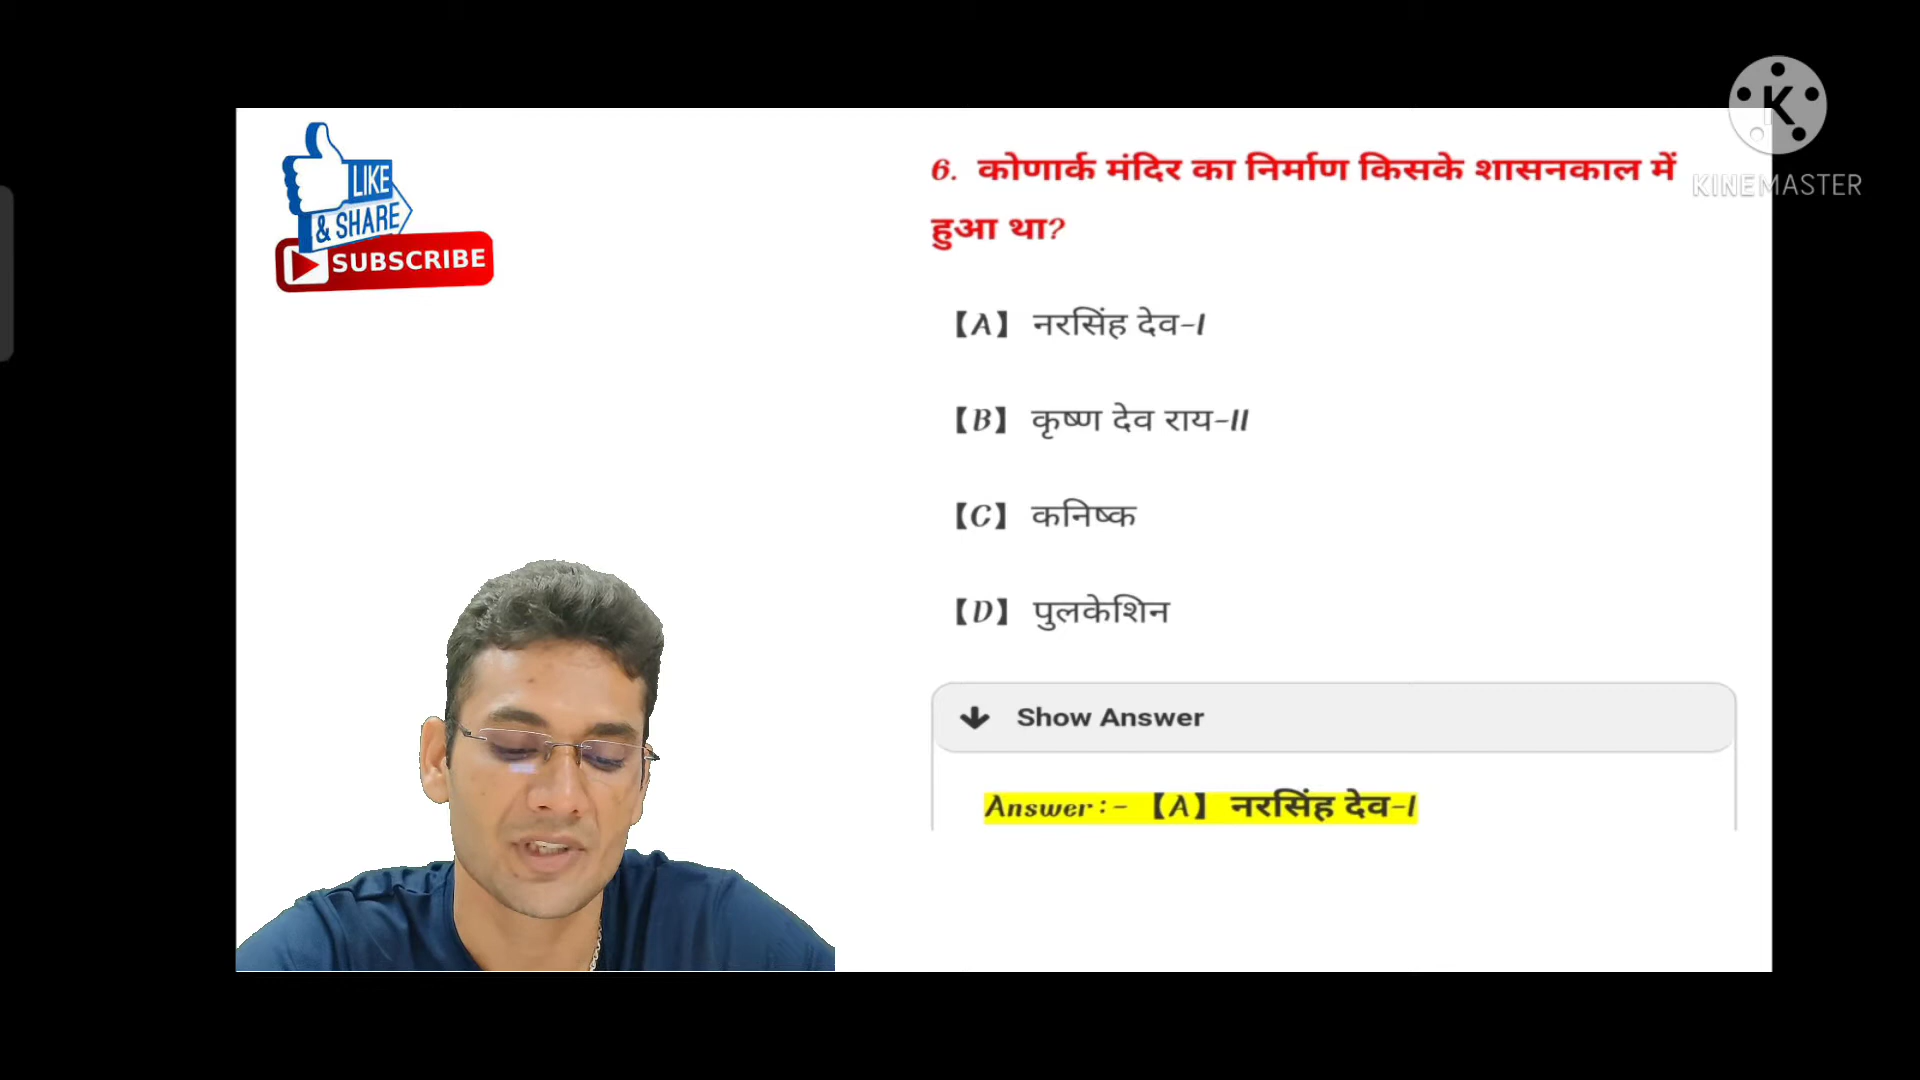 LIKE
& SHARE
SUBSCRIBE
KINEMASTER
6. कोणार्क मंदिर का निर्माण किसके शासनकाल में
हुआ था?
【A】 नरसिंह देव-I
【B】 कृष्ण देव राय-II
【C】 कनिष्क
【D】 पुलकेशिन
Show Answer
Answer :- 【A】 नरसिंह देव-I